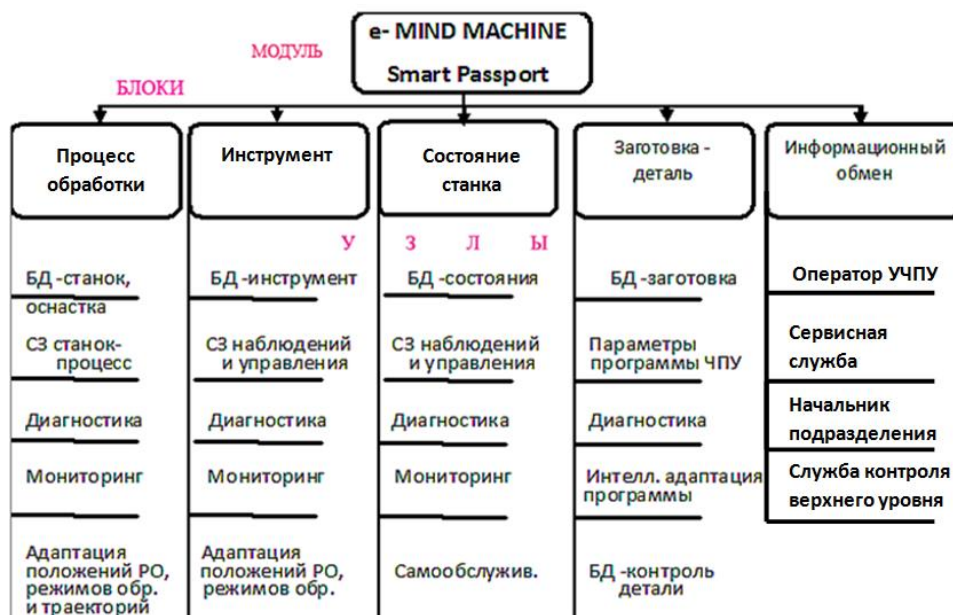 e- MIND MACHINE
Smart Passport
МОДУЛЬ
БЛОКИ
Процесс
обработки
Инструмент
Состояние
станка
Заготовка -
деталь
Информационный
обмен
У З Л Ы
БД -станок,
оснастка
СЗ станок-
процесс
Диагностика
Мониторинг
Адаптация
положений РО,
режимов обр.
и траекторий
БД -инструмент
СЗ наблюдений
и управления
Диагностика
Мониторинг
Адаптация
положений РО,
режимов обр.
БД -состояния
СЗ наблюдений
и управления
Диагностика
Мониторинг
Самообслужив.
БД -заготовка
Параметры
программы ЧПУ
Диагностика
Интелл. адаптация
программы
БД -контроль
детали
Оператор УЧПУ
Сервисная
служба
Начальник
подразделения
Служба контроля
верхнего уровня